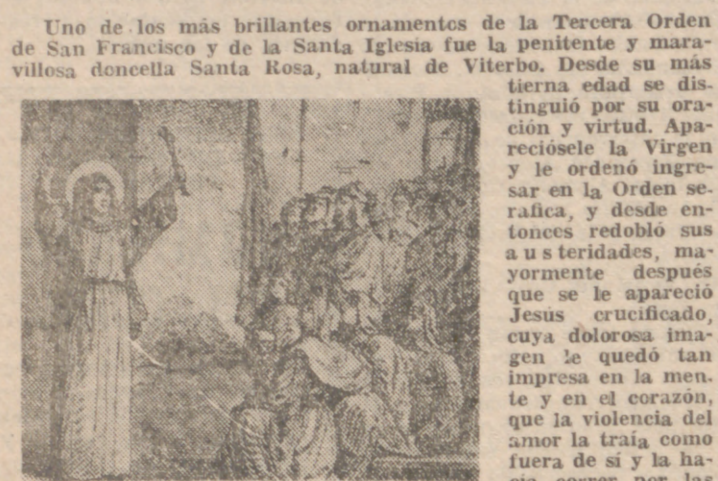 Uno de los más brillantes ornamentos de la Tercera Orden
de San Francisco y de la Santa Iglesia fue la penitente y mara-
villosa doncella Santa Rosa, natural de Viterbo. Desde su más
tierna edad se dis-
tinguió por su ora-
ción y virtud. Apa-
reciósele la Virgen
y le ordenó ingre-
sar en la Orden se-
rafica, y desde en-
tonces redobló sus
austeridades, ma-
yormente después
que se le apareció
Jesús crucificado,
cuya dolorosa ima-
gen le quedó tan
impresa en la men-
te y en el corazón,
que la violencia del
amor la traía como
fuera de sí y la ha-
cia correr por las